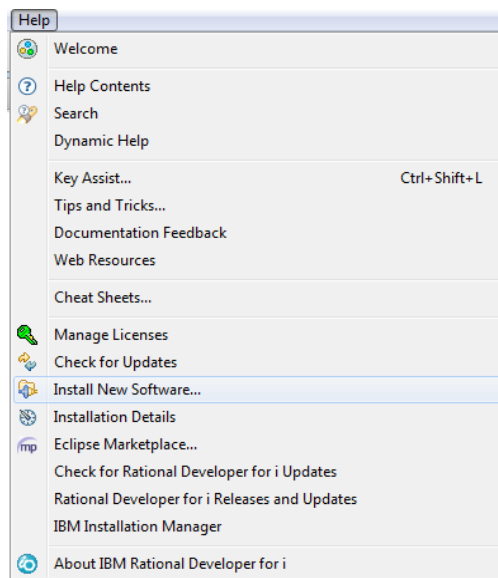 Help
Welcome
Help Contents
Search
Dynamic Help
Key Assist... Ctrl+Shift+L
Tips and Tricks...
Documentation Feedback
Web Resources
Cheat Sheets...
Manage Licenses
Check for Updates
Install New Software...
Installation Details
mp Eclipse Marketplace...
Check for Rational Developer for i Updates
Rational Developer for i Releases and Updates
IBM Installation Manager
About IBM Rational Developer for i